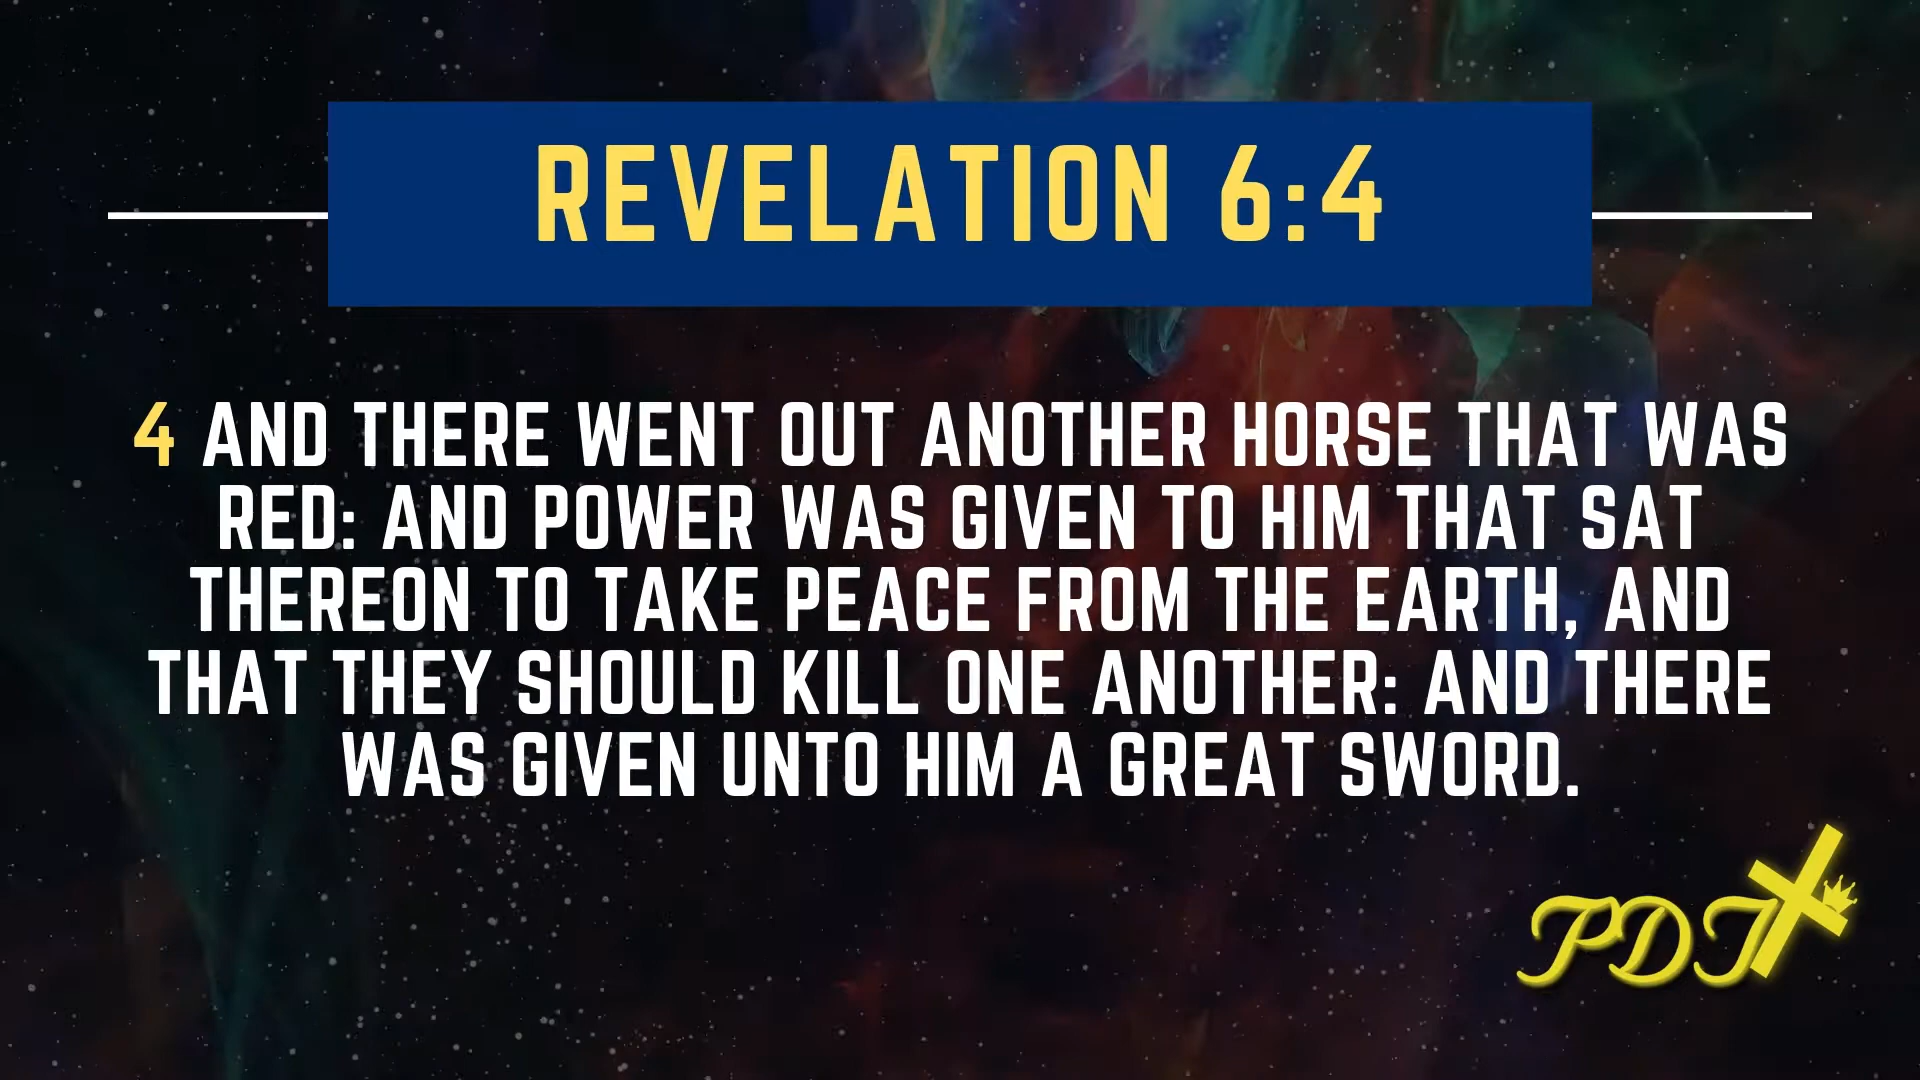 REVELATION 6:4
4 AND THERE WENT OUT ANOTHER HORSE THAT WAS
RED: AND POWER WAS GIVEN TO HIM THAT SAT
THEREON TO TAKE PEACE FROM THE EARTH, AND
THAT THEY SHOULD KILL ONE ANOTHER: AND THERE
WAS GIVEN UNTO HIM A GREAT SWORD.